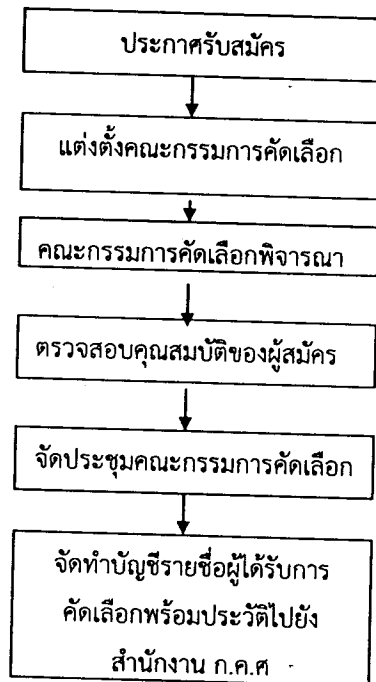 ประกาศรับสมัคร
แต่งตั้งคณะกรรมการคัดเลือก
คณะกรรมการคัดเลือกพิจารณา
ตรวจสอบคุณสมบัติของผู้สมัคร
จัดประชุมคณะกรรมการคัดเลือก
จัดทำบัญชีรายชื่อผู้ได้รับการ
คัดเลือกพร้อมประวัติไปยัง
สำนักงาน ก.ค.ศ